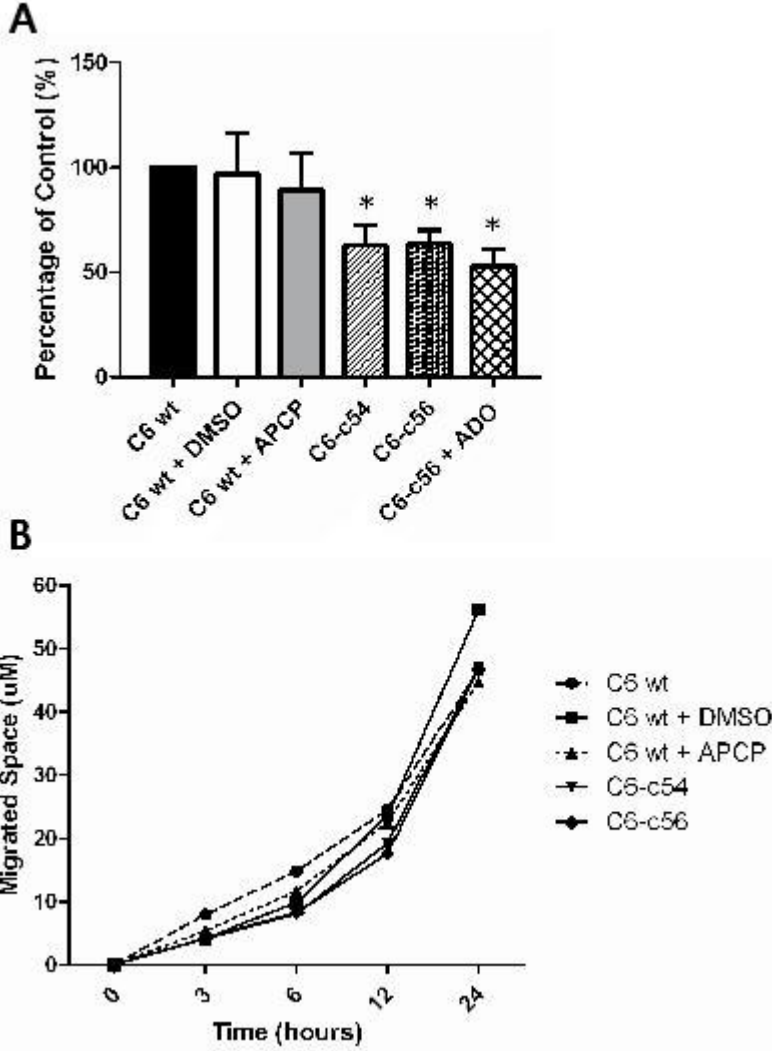 A
Percentage of Control (%)
150
100
50
0
* * *
C6 wt
C6 wt + DMSO
C6 wt + APCP
C6-c54
C6-c56
C6-c56 + ADO
B
Migrated Space (uM)
60
50
40
30
20
10
0
0 3 6 12 24
Time (hours)
C6 wt
C6 wt + DMSO
C6 wt + APCP
C6-c54
C6-c56